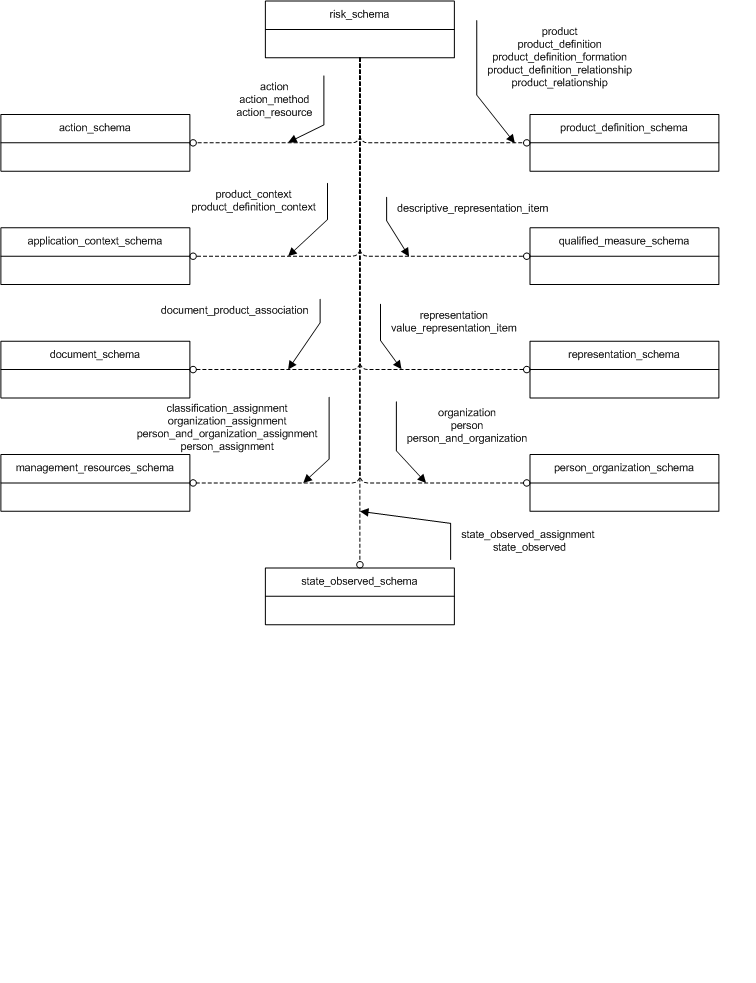 risk_schema
product
product_definition
product_definition_formation
product_definition_relationship
product_relationship
action
action_method
action_resource
action_schema
product_definition_schema
product_context
product_definition_context
descriptive_representation_item
application_context_schema
qualified_measure_schema
document_product_association
representation
value_representation_item
document_schema
representation_schema
classification_assignment
organization_assignment
person_and_organization_assignment
person_assignment
organization
person
person_and_organization
management_resources_schema
person_organization_schema
state_observed_assignment
state_observed
state_observed_schema